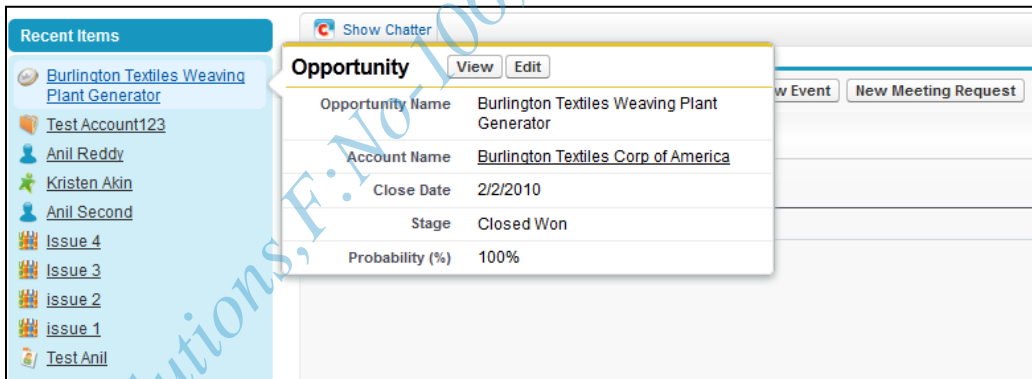 Recent Items
Burlington Textiles Weaving
Plant Generator
Test Account123
Anil Reddy
Kristen Akin
Anil Second
Issue 4
Issue 3
issue 2
issue 1
Test Anil
Show Chatter
Opportunity View Edit
Opportunity Name Burlington Textiles Weaving Plant
Generator
Account Name Burlington Textiles Corp of America
Close Date 2/2/2010
Stage Closed Won
Probability (%) 100%
w Event New Meeting Request
utions,F:No-100,